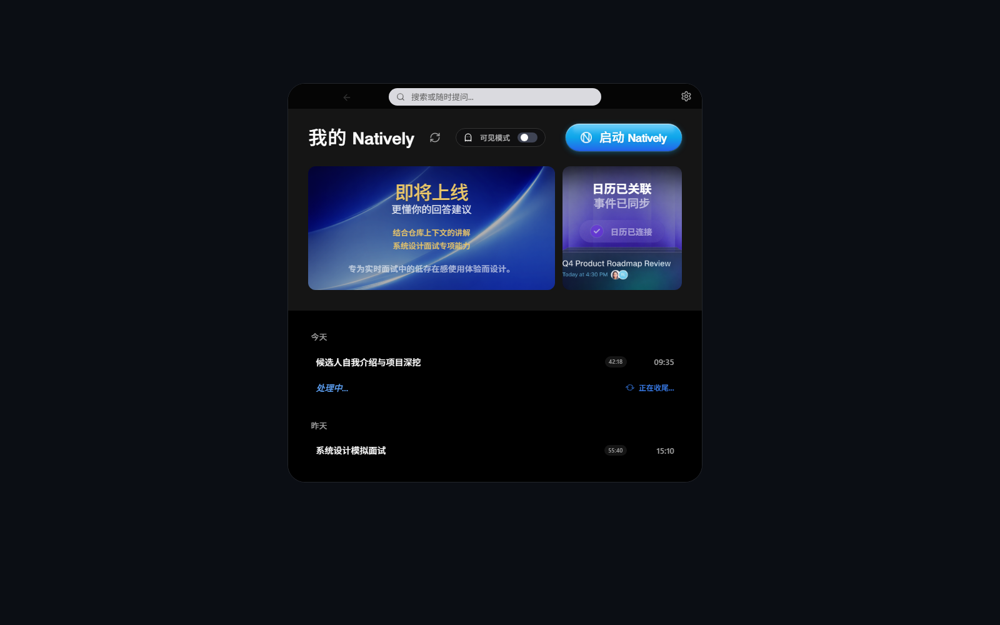 搜索或随时提问...
我的 Natively
可见模式
启动 Natively
即将上线
更懂你的回答建议
结合仓库上下文的讲解
系统设计面试专项能力
专为实时面试中的低存在感使用体验而设计。
日历已关联
事件已同步
日历已连接
Q4 Product Roadmap Review
Today at 4:30 PM
今天
候选人自我介绍与项目深挖 42:18 09:35
处理中... 正在收尾...
昨天
系统设计模拟面试 55:40 15:10